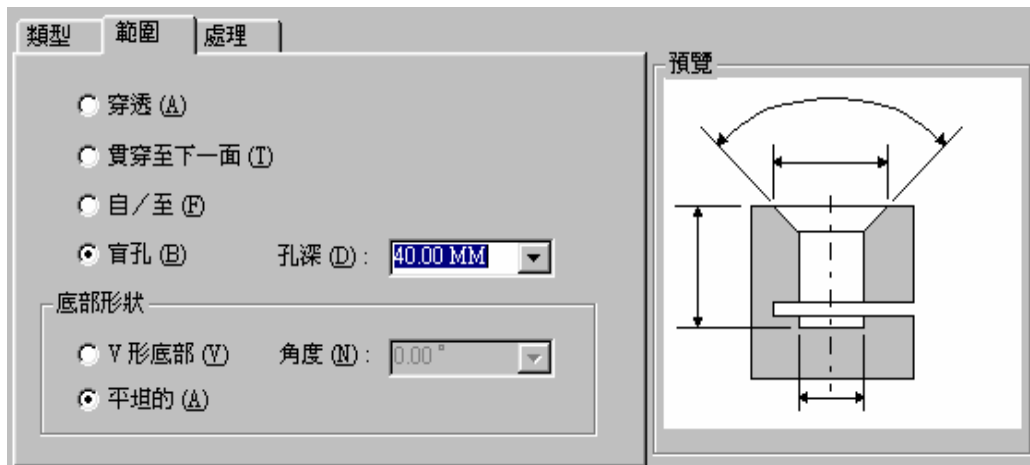 類型 範圍 處理
預覽
穿透 (A)
貫穿至下一面 (T)
自／至 (F)
盲孔 (B) 孔深 (D)： 40.00 MM
底部形狀
V 形底部 (V) 角度 (N)： 0.00 °
平坦的 (A)